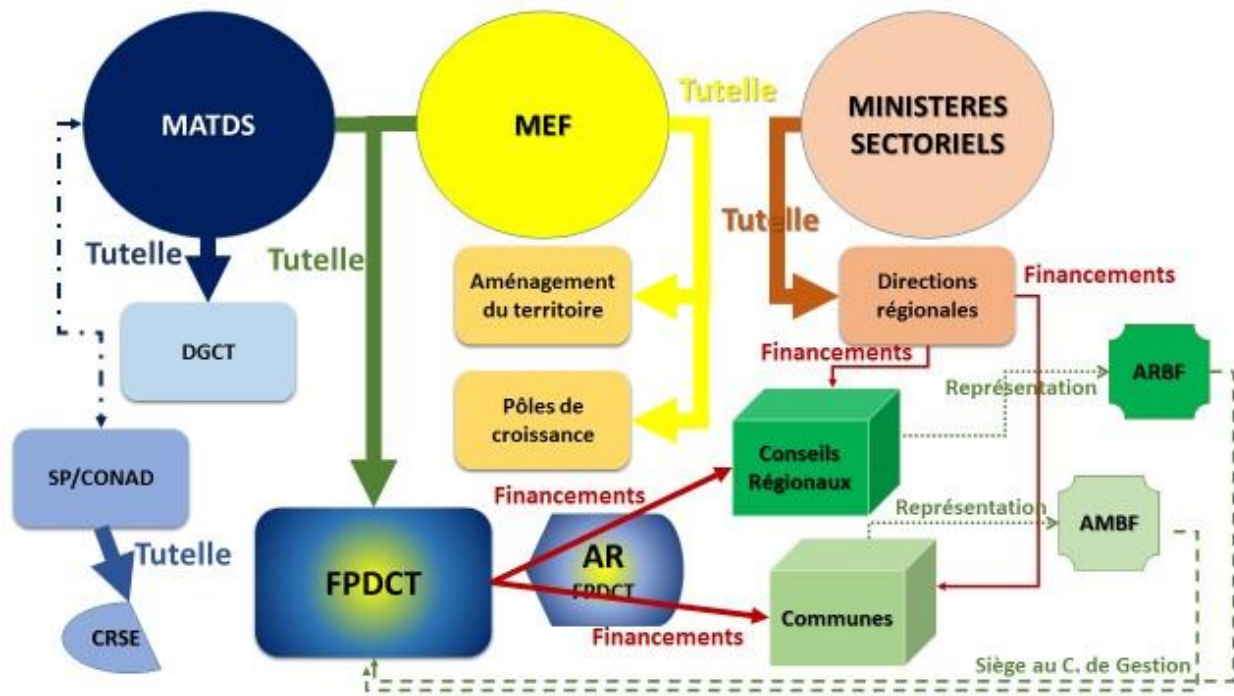 MATDS
MEF
Tutelle
MINISTERES
SECTORIELS
Tutelle
Tutelle
Tutelle
Aménagement
du territoire
Directions
régionales
Financements
DGCT
Financements
Représentation
ARBF
Pôles de
croissance
Conseils
Régionaux
SP/CONAD
Financements
Représentation
AMBF
Tutelle
FPDCT
AR
FPDCT
Communes
CRSE
Financements
Siège au C. de Gestion